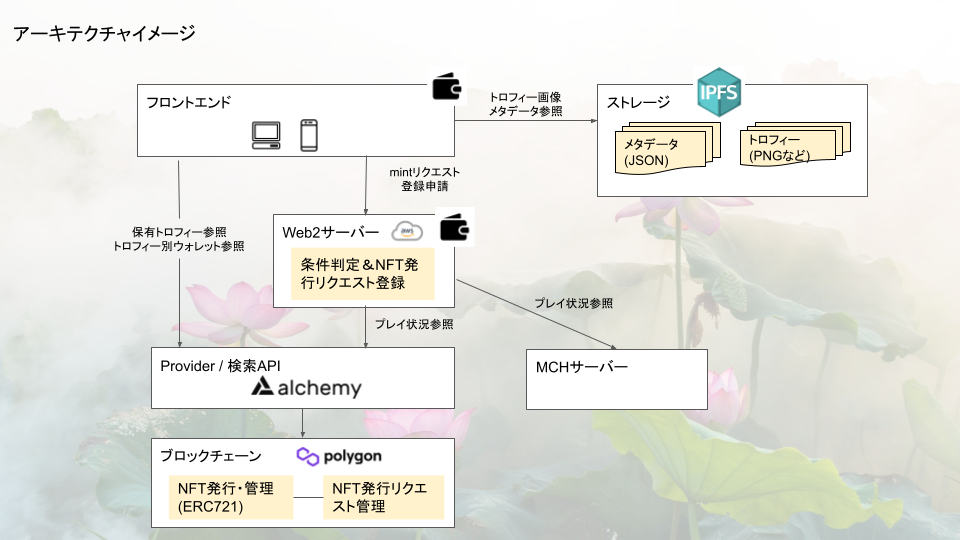 アーキテクチャイメージ
フロントエンド
トロフィー画像
メタデータ参照
ストレージ
IPFS
メタデータ
(JSON)
トロフィー
(PNGなど)
mintリクエスト
登録申請
保有トロフィー参照
トロフィー別ウォレット参照
Web2サーバー
aws
条件判定＆NFT発
行リクエスト登録
プレイ状況参照
プレイ状況参照
Provider / 検索API
alchemy
MCHサーバー
ブロックチェーン
polygon
NFT発行・管理
(ERC721)
NFT発行リクエ
スト管理